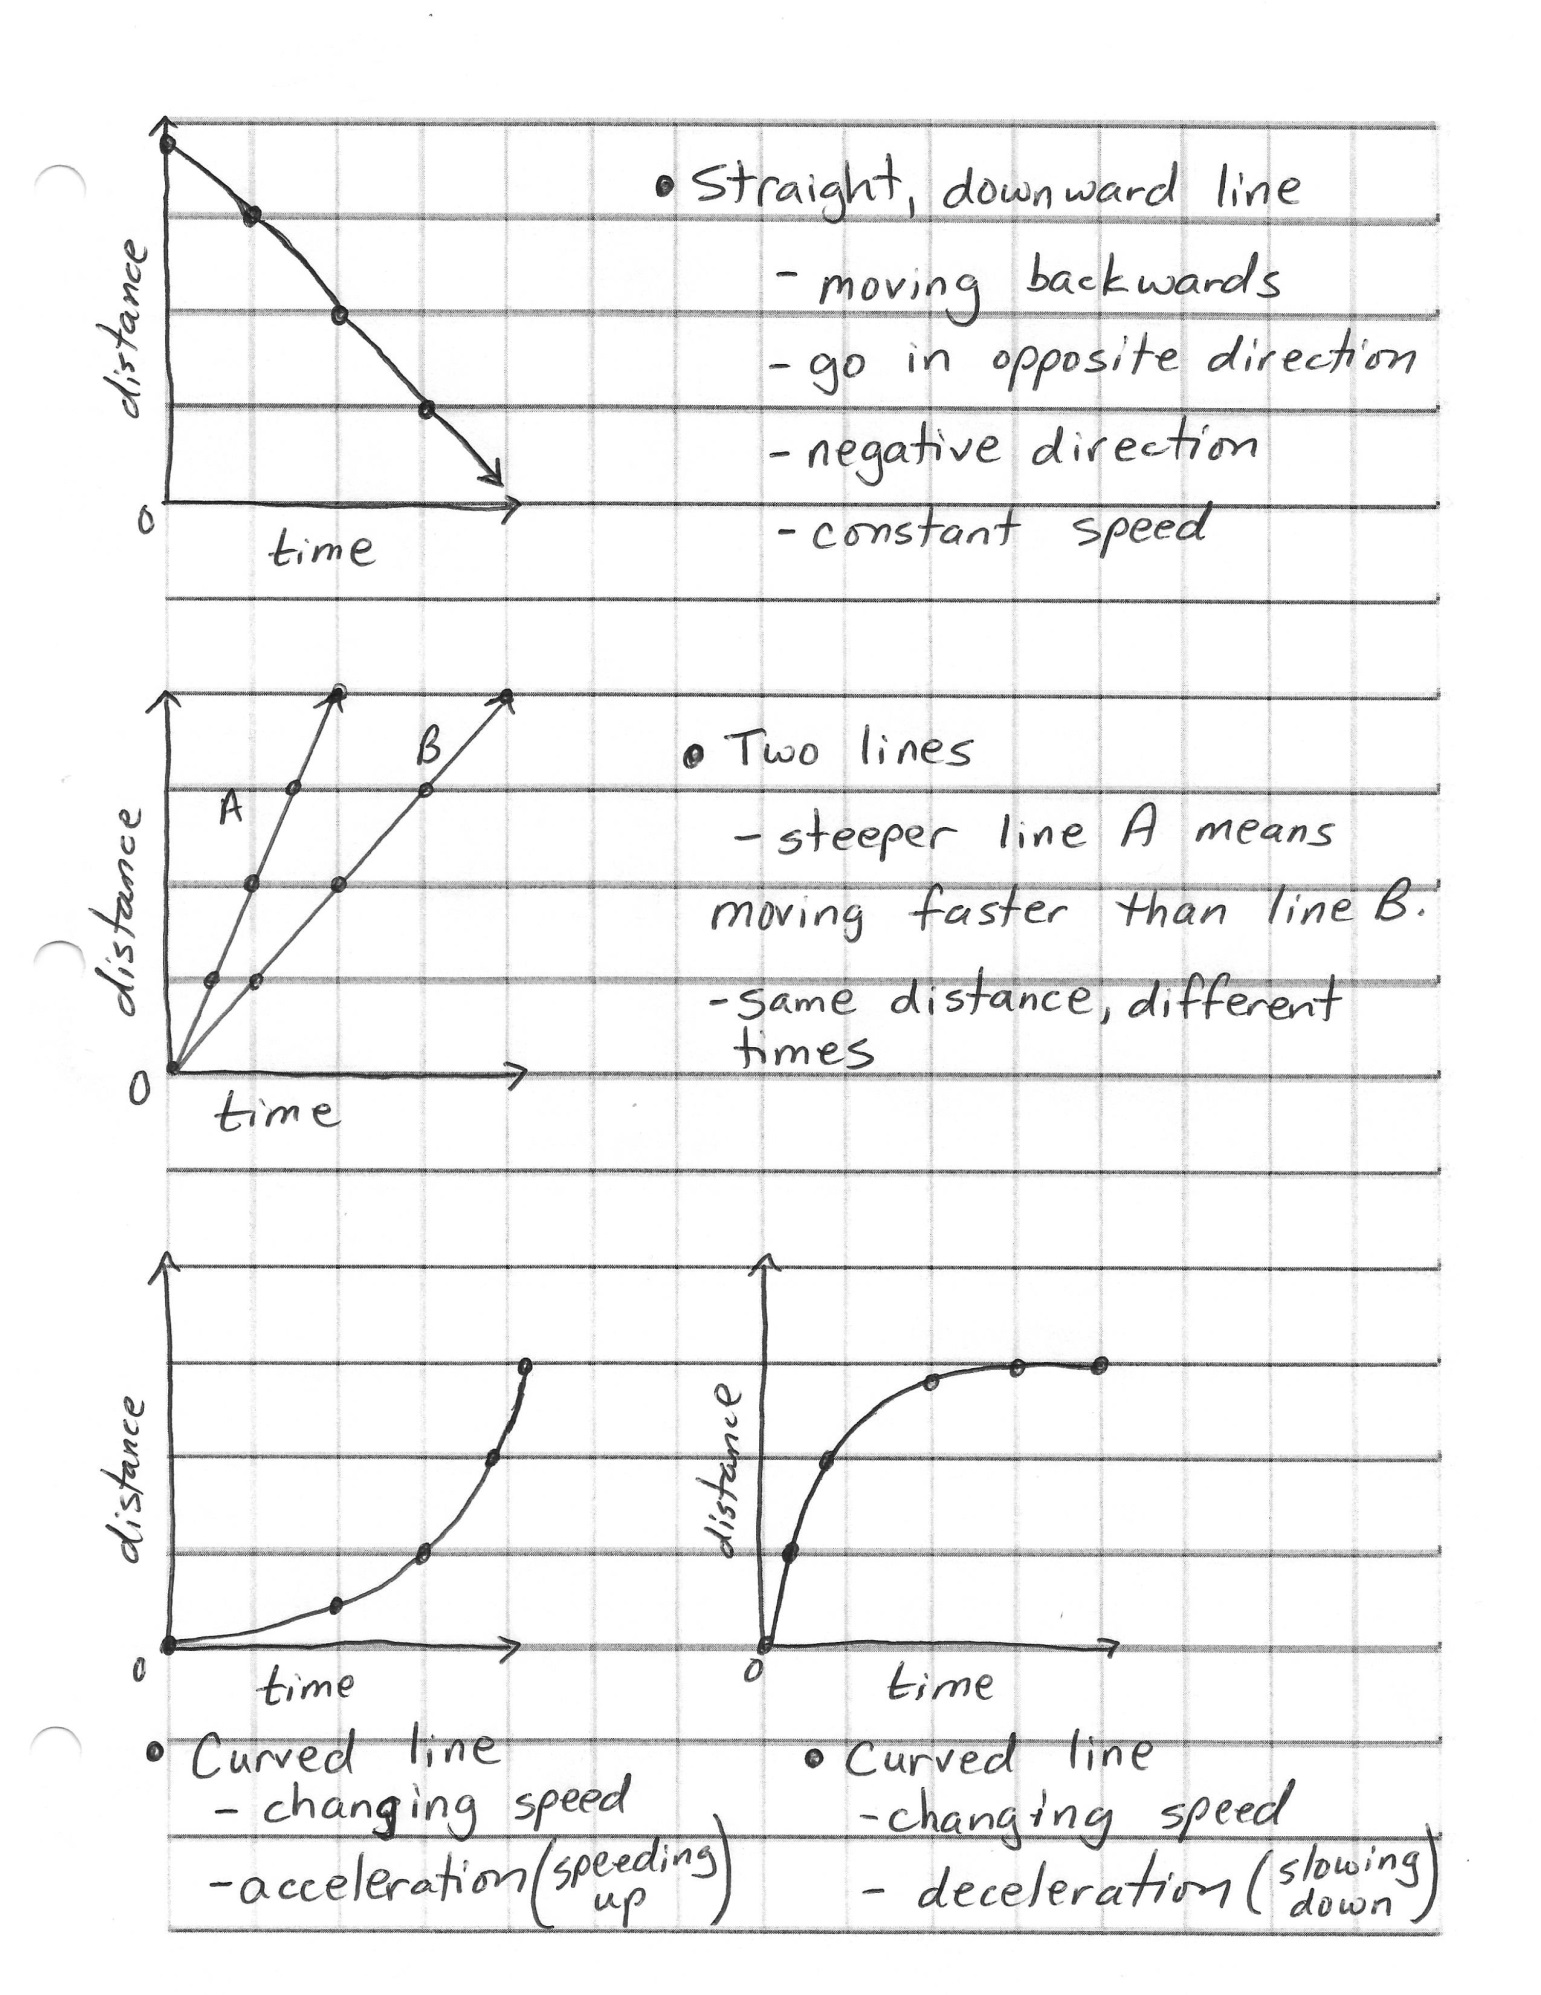 distance
0
time
• Straight, downward line
- moving backwards
- go in opposite direction
- negative direction
- constant speed
distance
A
B
0
time
• Two lines
- steeper line A means
moving faster than line B.
- same distance, different
times
distance
0
time
• Curved line
- changing speed
- acceleration (speeding
up)
distance
0
time
• Curved line
- changing speed
- deceleration (slowing
down)